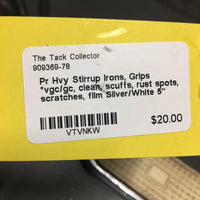 The Tack Collector
909369-78
Pr Hvy Stirrup Irons, Grips
*vgc/gc, clean, scuffs, rust spots,
scratches, film Silver/White 5"
VTVNKW
$20.00